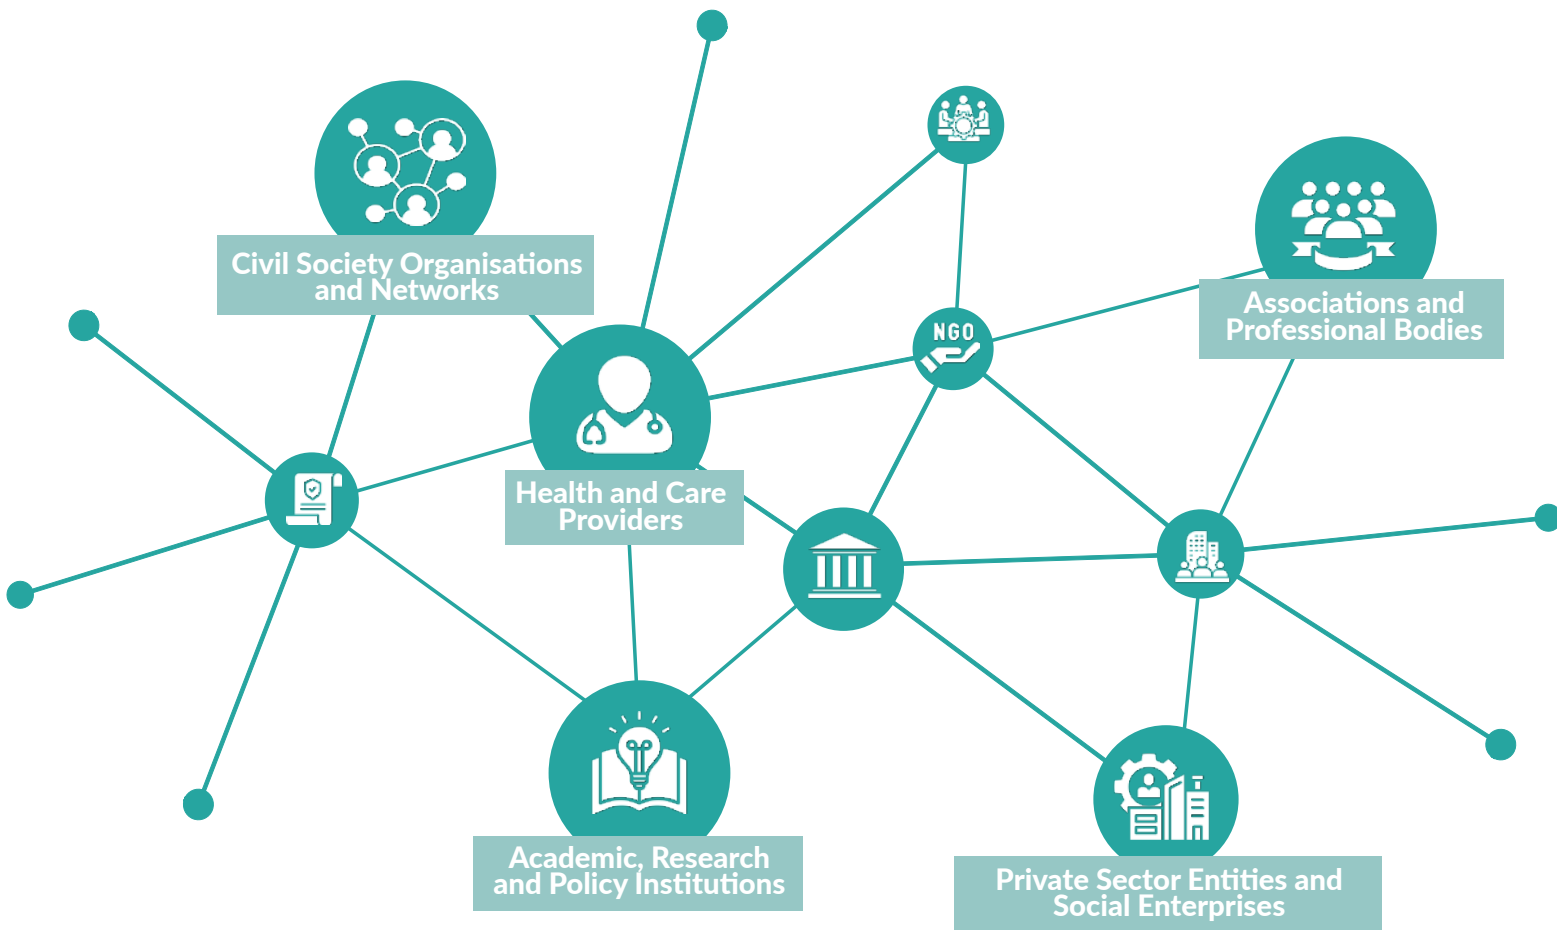 Civil Society Organisations
and Networks
NGO
Associations and
Professional Bodies
Health and Care
Providers
Academic, Research
and Policy Institutions
Private Sector Entities and
Social Enterprises